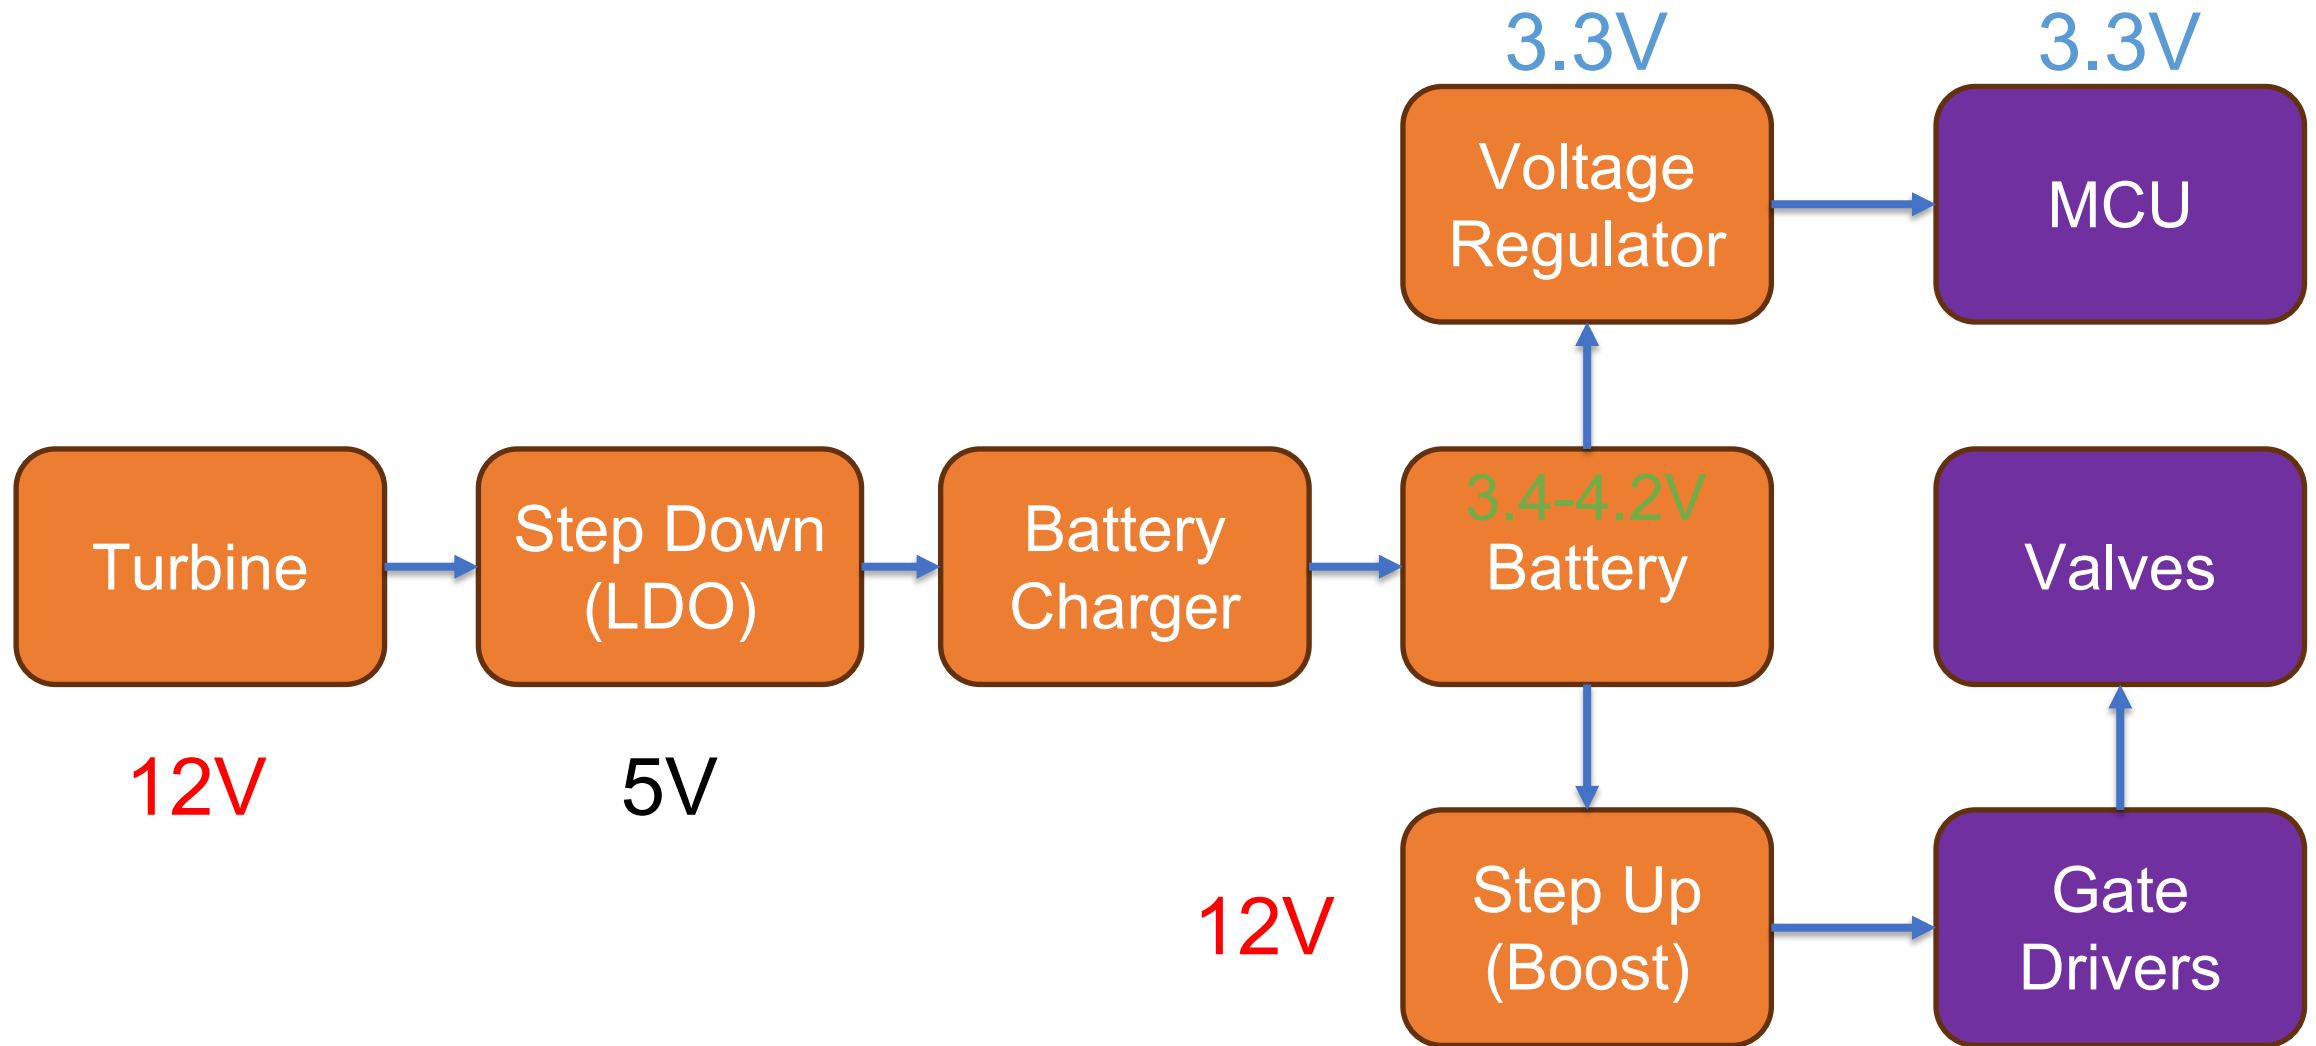 3.3V
3.3V
Voltage
Regulator
MCU
Turbine
Step Down
(LDO)
Battery
Charger
3.4-4.2V
Battery
Valves
12V
5V
12V
Step Up
(Boost)
Gate
Drivers